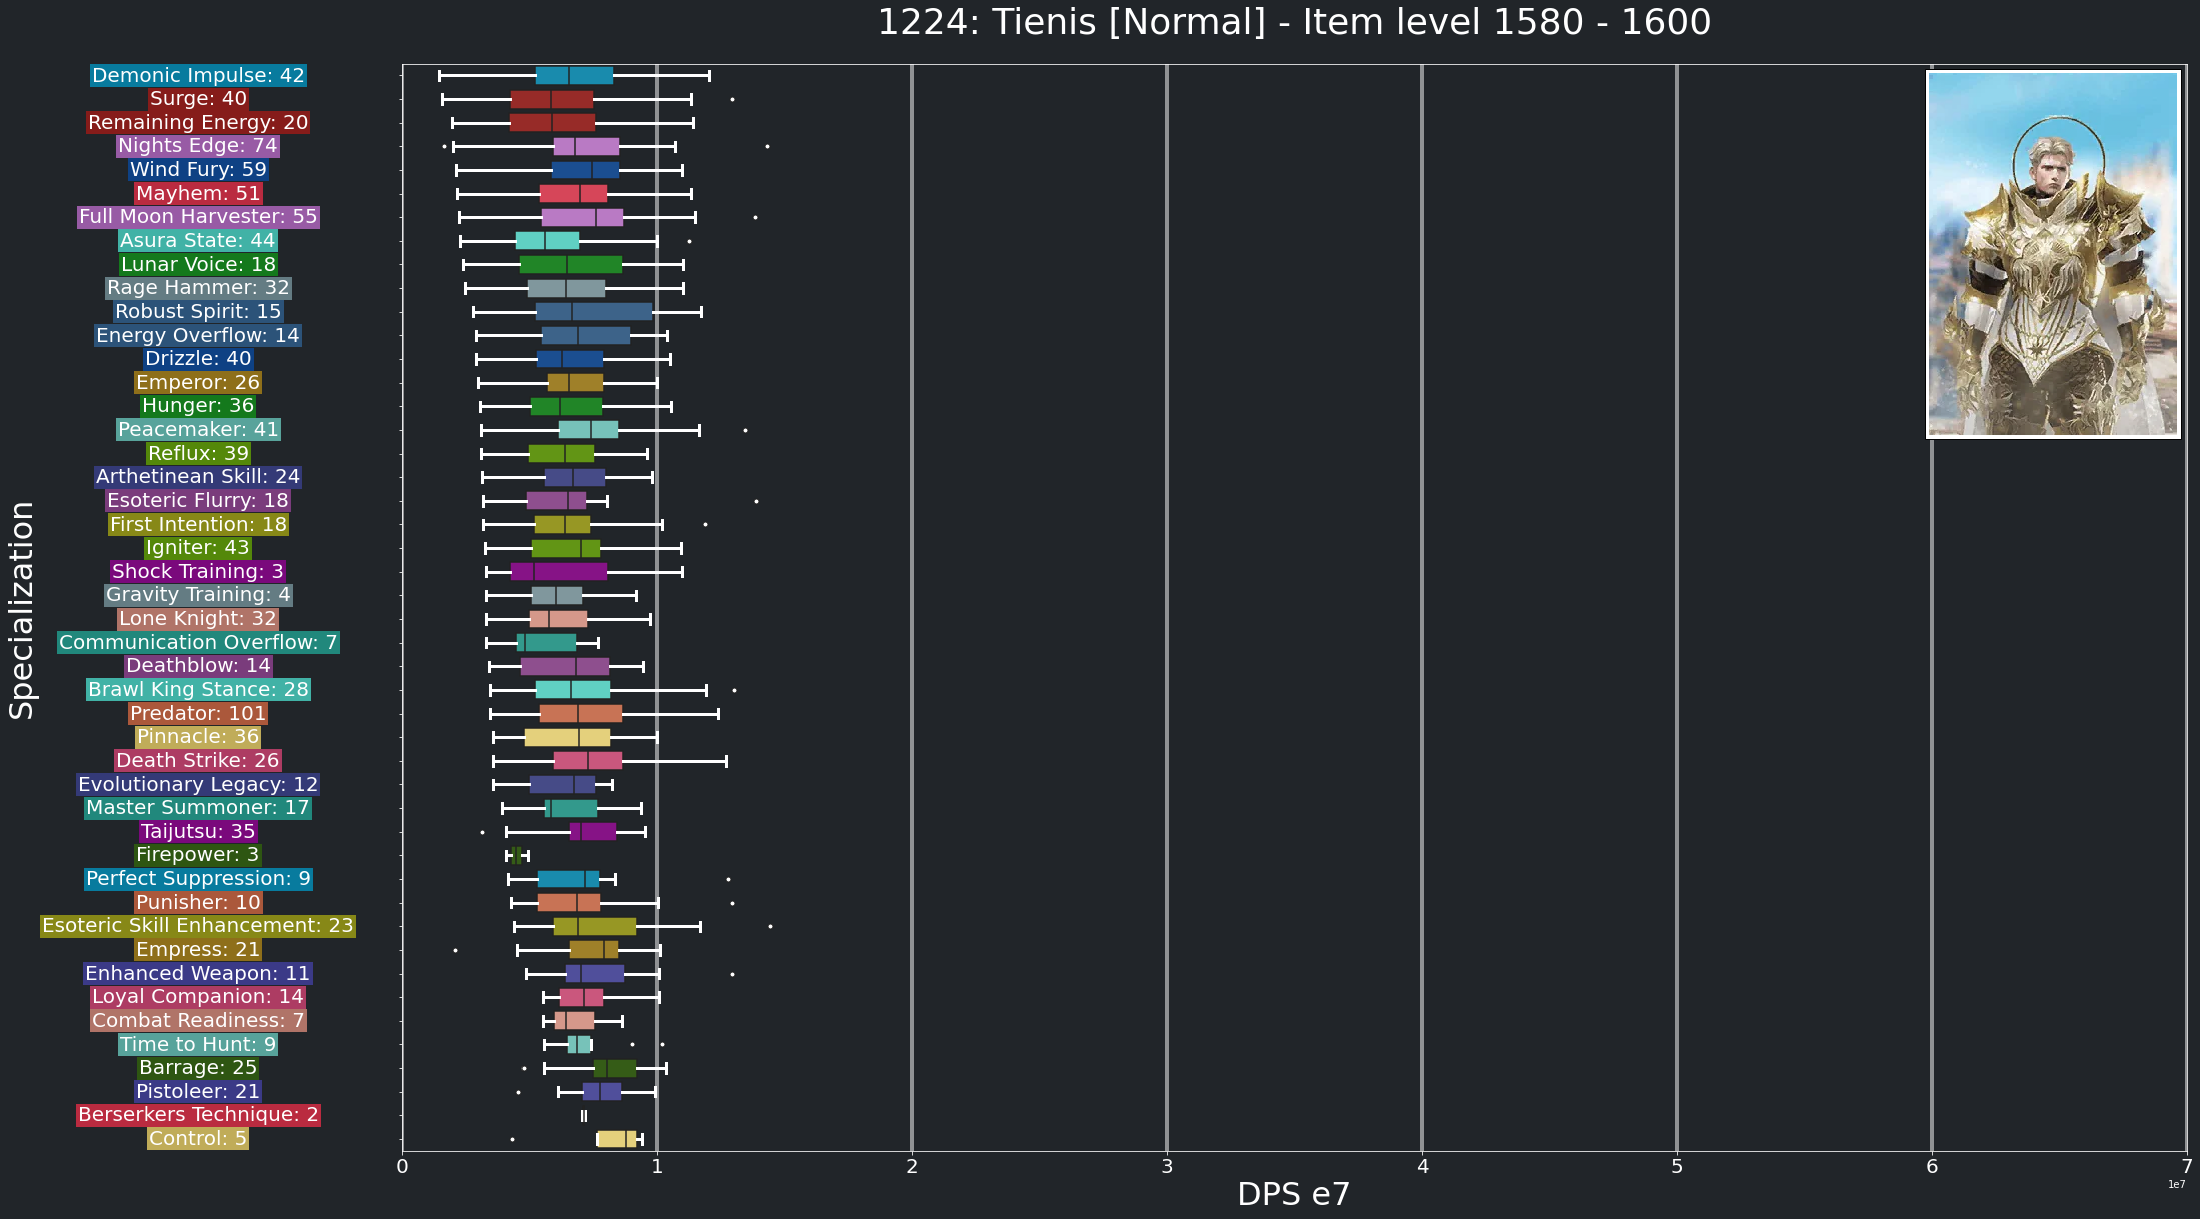 1224: Tienis [Normal] - Item level 1580 - 1600
Demonic Impulse: 42
Surge: 40
Remaining Energy: 20
Nights Edge: 74
Wind Fury: 59
Mayhem: 51
Full Moon Harvester: 55
Asura State: 44
Lunar Voice: 18
Rage Hammer: 32
Robust Spirit: 15
Energy Overflow: 14
Drizzle: 40
Emperor: 26
Hunger: 36
Peacemaker: 41
Reflux: 39
Arthetinean Skill: 24
Esoteric Flurry: 18
First Intention: 18
Igniter: 43
Shock Training: 3
Gravity Training: 4
Lone Knight: 32
Communication Overflow: 7
Deathblow: 14
Brawl King Stance: 28
Predator: 101
Pinnacle: 36
Death Strike: 26
Evolutionary Legacy: 12
Master Summoner: 17
Taijutsu: 35
Firepower: 3
Perfect Suppression: 9
Punisher: 10
Esoteric Skill Enhancement: 23
Empress: 21
Enhanced Weapon: 11
Loyal Companion: 14
Combat Readiness: 7
Time to Hunt: 9
Barrage: 25
Pistoleer: 21
Berserkers Technique: 2
Control: 5
Specialization
0 1 2 3 4 5 6 7
1e7
DPS e7